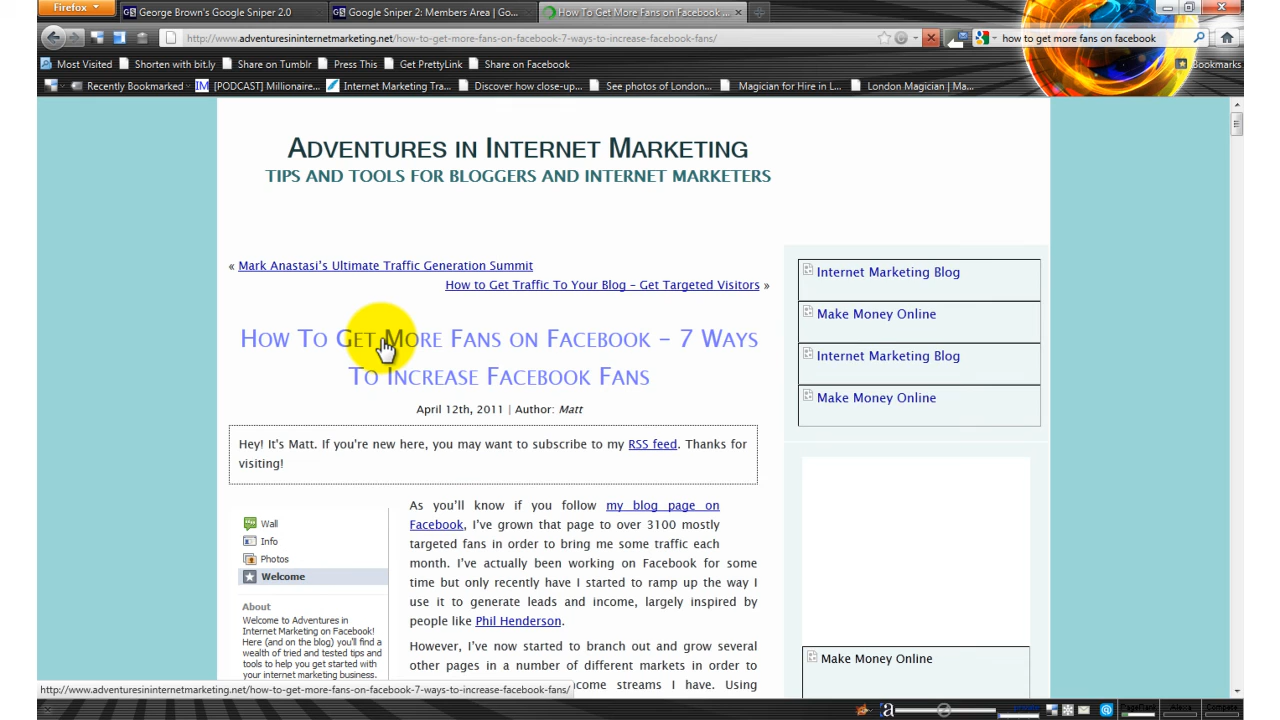 Firefox
George Brown's Google Sniper 2.0
Google Sniper 2: Members Area | Go...
How To Get More Fans on Facebook ...
http://www.adventuresininternetmarketing.net/how-to-get-more-fans-on-facebook-7-ways-to-increase-facebook-fans/
how to get more fans on facebook
Most Visited
Shorten with bit.ly
Share on Tumblr
Press This
Get PrettyLink
Share on Facebook
Bookmarks
Recently Bookmarked
IM [PODCAST] Millionaire...
Internet Marketing Tra...
Discover how close-up...
See photos of London...
Magician for Hire in L...
London Magician | Ma...
Adventures in Internet Marketing
Tips and Tools for Bloggers and Internet Marketers
« Mark Anastasi's Ultimate Traffic Generation Summit
How to Get Traffic To Your Blog – Get Targeted Visitors »
How To Get More Fans on Facebook – 7 Ways
To Increase Facebook Fans
April 12th, 2011 | Author: Matt
Hey! It's Matt. If you're new here, you may want to subscribe to my RSS feed. Thanks for
visiting!
Wall
Info
Photos
Welcome
About
Welcome to Adventures in
Internet Marketing on Facebook!
Here (and on the blog) you'll find a
wealth of tried and tested tips and
tools to help you get started with
your internet marketing business.
As you'll know if you follow my blog page on
Facebook, I've grown that page to over 3100 mostly
targeted fans in order to bring me some traffic each
month. I've actually been working on Facebook for some
time but only recently have I started to ramp up the way I
use it to generate leads and income, largely inspired by
people like Phil Henderson.
However, I've now started to branch out and grow several
other pages in a number of different markets in order to
come streams I have. Using
Internet Marketing Blog
Make Money Online
Internet Marketing Blog
Make Money Online
Make Money Online
http://www.adventuresininternetmarketing.net/how-to-get-more-fans-on-facebook-7-ways-to-increase-facebook-fans/